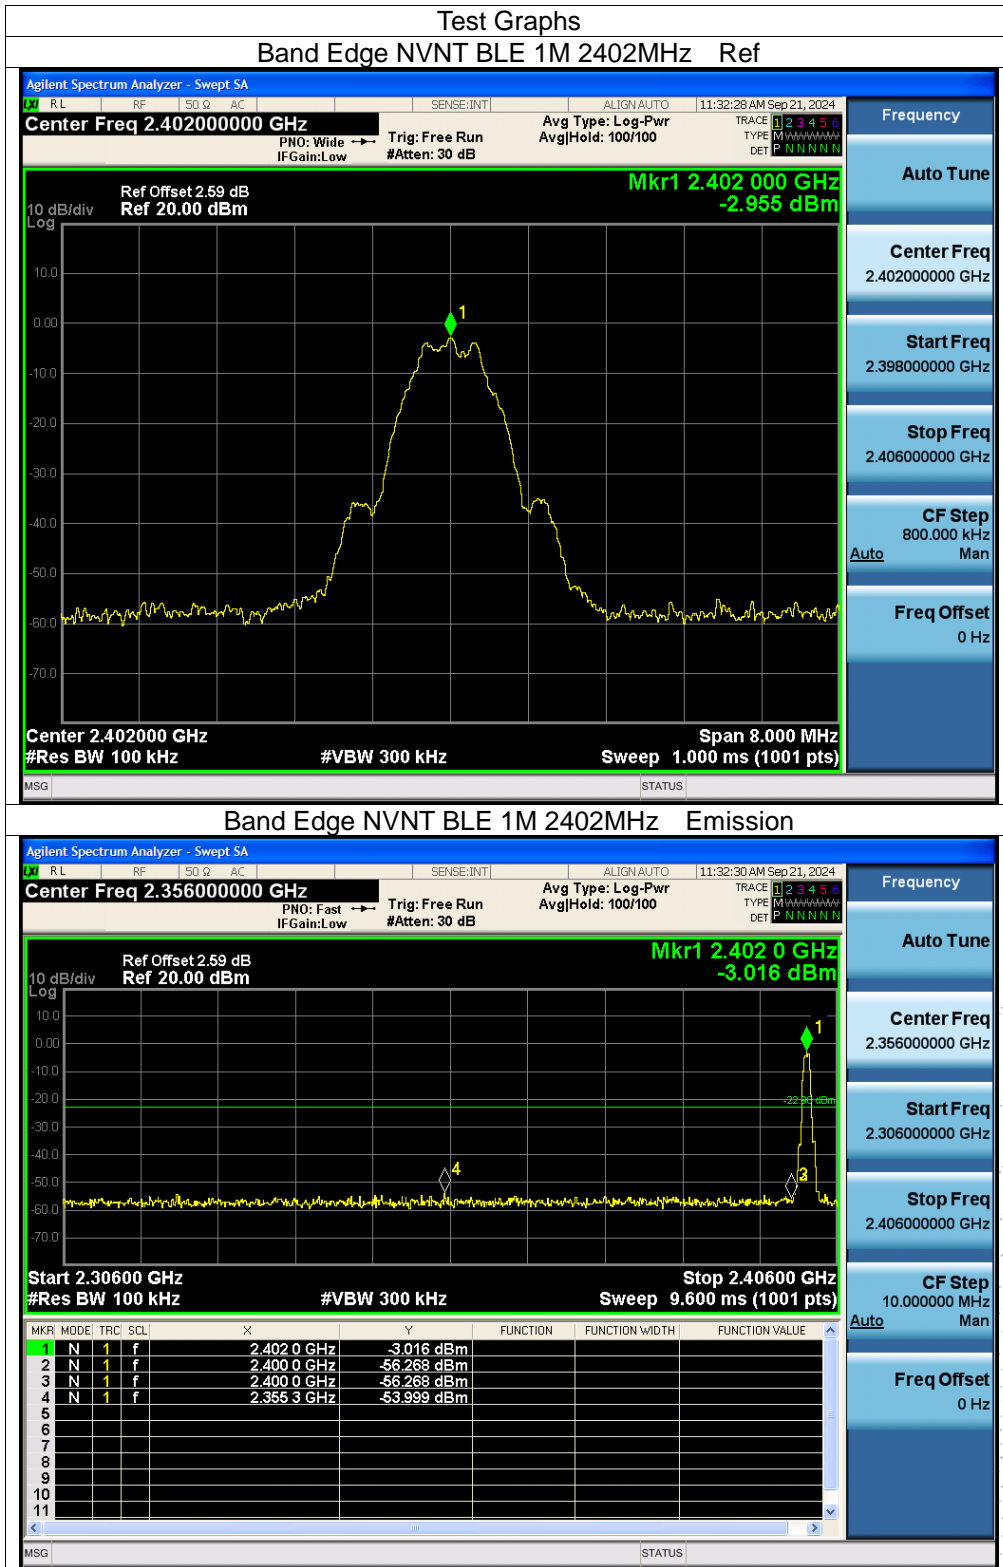 Test Graphs
Band Edge NVNT BLE 1M 2402MHz Ref
Agilent Spectrum Analyzer - Swept SA
LXI RL RF 50 Ω AC SENSE:INT ALIGN AUTO 11:32:28 AM Sep 21, 2024
Center Freq 2.402000000 GHz Avg Type: Log-Pwr TRACE 1 2 3 4 5 6
PNO: Wide Trig: Free Run Avg|Hold: 100/100 TYPE M WWWWW
IFGain:Low #Atten: 30 dB DET P N N N N N
Frequency
Auto Tune
Center Freq
2.402000000 GHz
Start Freq
2.398000000 GHz
Stop Freq
2.406000000 GHz
CF Step
800.000 kHz
Auto Man
Freq Offset
0 Hz
Mkr1 2.402 000 GHz
-2.955 dBm
Ref Offset 2.59 dB
10 dB/div Ref 20.00 dBm
Log
10.0
0.00
-10.0
-20.0
-30.0
-40.0
-50.0
-60.0
-70.0
1
Center 2.402000 GHz Span 8.000 MHz
#Res BW 100 kHz #VBW 300 kHz Sweep 1.000 ms (1001 pts)
MSG STATUS
Band Edge NVNT BLE 1M 2402MHz Emission
Agilent Spectrum Analyzer - Swept SA
LXI RL RF 50 Ω AC SENSE:INT ALIGN AUTO 11:32:30 AM Sep 21, 2024
Center Freq 2.356000000 GHz Avg Type: Log-Pwr TRACE 1 2 3 4 5 6
PNO: Fast Trig: Free Run Avg|Hold: 100/100 TYPE M WWWWW
IFGain:Low #Atten: 30 dB DET P N N N N N
Frequency
Auto Tune
Center Freq
2.356000000 GHz
Start Freq
2.306000000 GHz
Stop Freq
2.406000000 GHz
CF Step
10.000000 MHz
Auto Man
Freq Offset
0 Hz
Mkr1 2.402 0 GHz
-3.016 dBm
Ref Offset 2.59 dB
10 dB/div Ref 20.00 dBm
Log
10.0
0.00
-10.0
-20.0
-30.0
-40.0
-50.0
-60.0
-70.0
1
dBm
4
3
Start 2.30600 GHz Stop 2.40600 GHz
#Res BW 100 kHz #VBW 300 kHz Sweep 9.600 ms (1001 pts)
MKR MODE TRC SCL X Y FUNCTION FUNCTION WIDTH FUNCTION VALUE
1 N 1 f 2.402 0 GHz -3.016 dBm
2 N 1 f 2.400 0 GHz -56.268 dBm
3 N 1 f 2.400 0 GHz -56.268 dBm
4 N 1 f 2.355 3 GHz -53.999 dBm
5
6
7
8
9
10
11
MSG STATUS